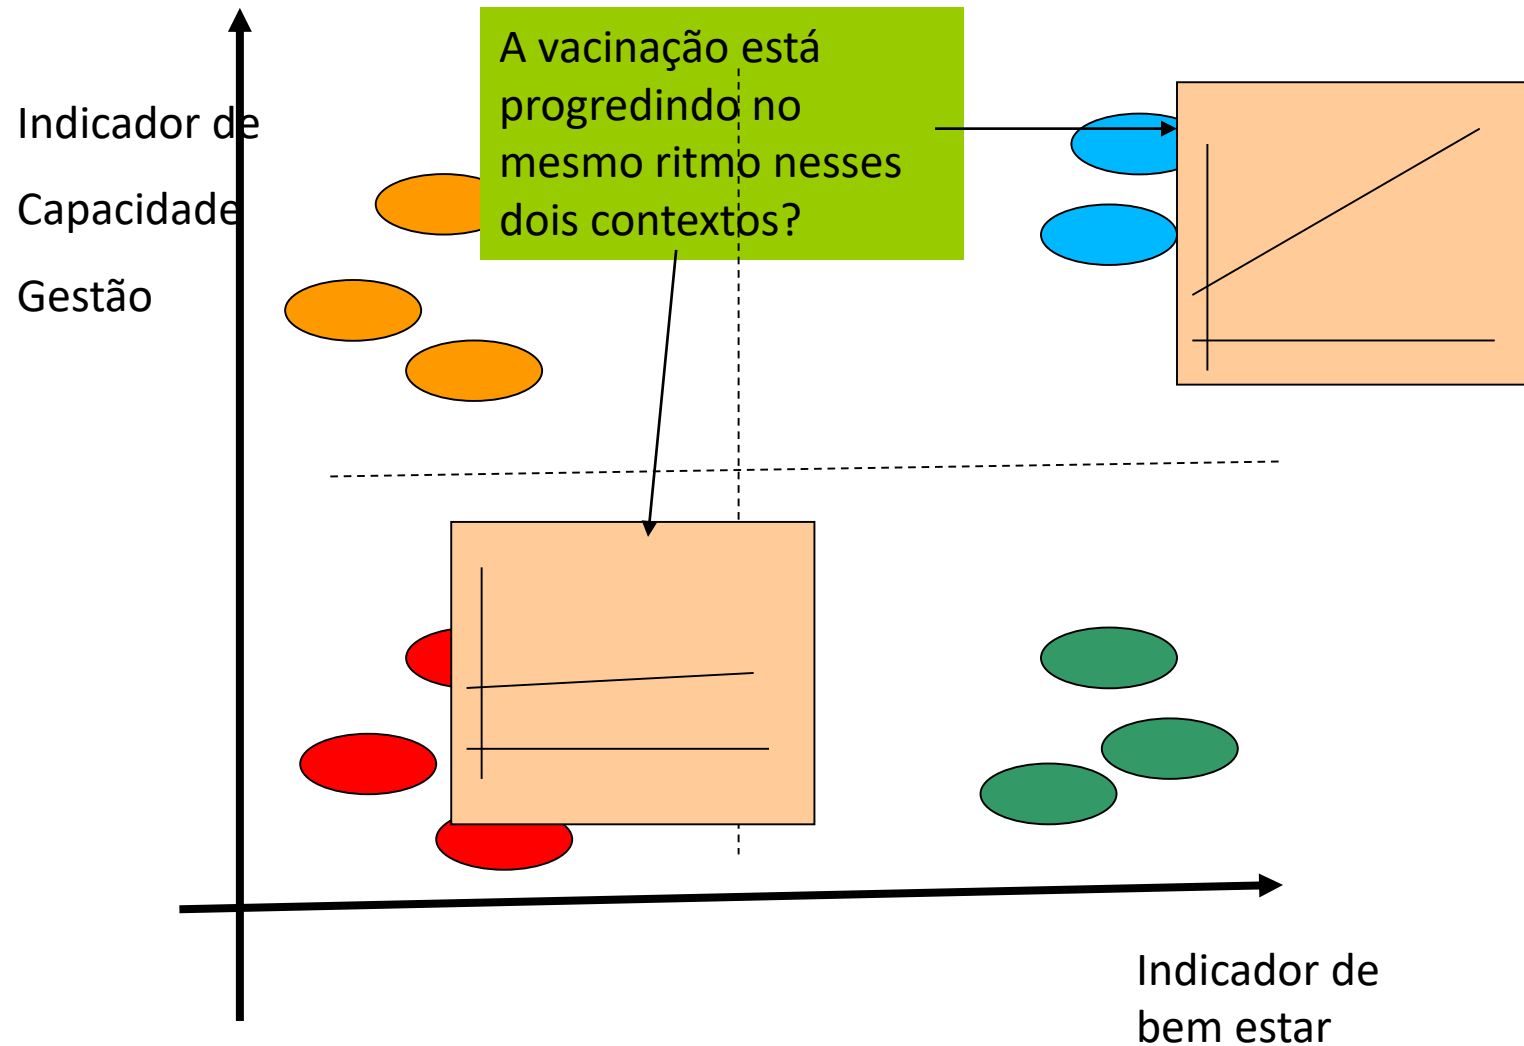 Indicador de
Capacidade
Gestão
A vacinação está
progredindo no
mesmo ritmo nesses
dois contextos?
Indicador de
bem estar